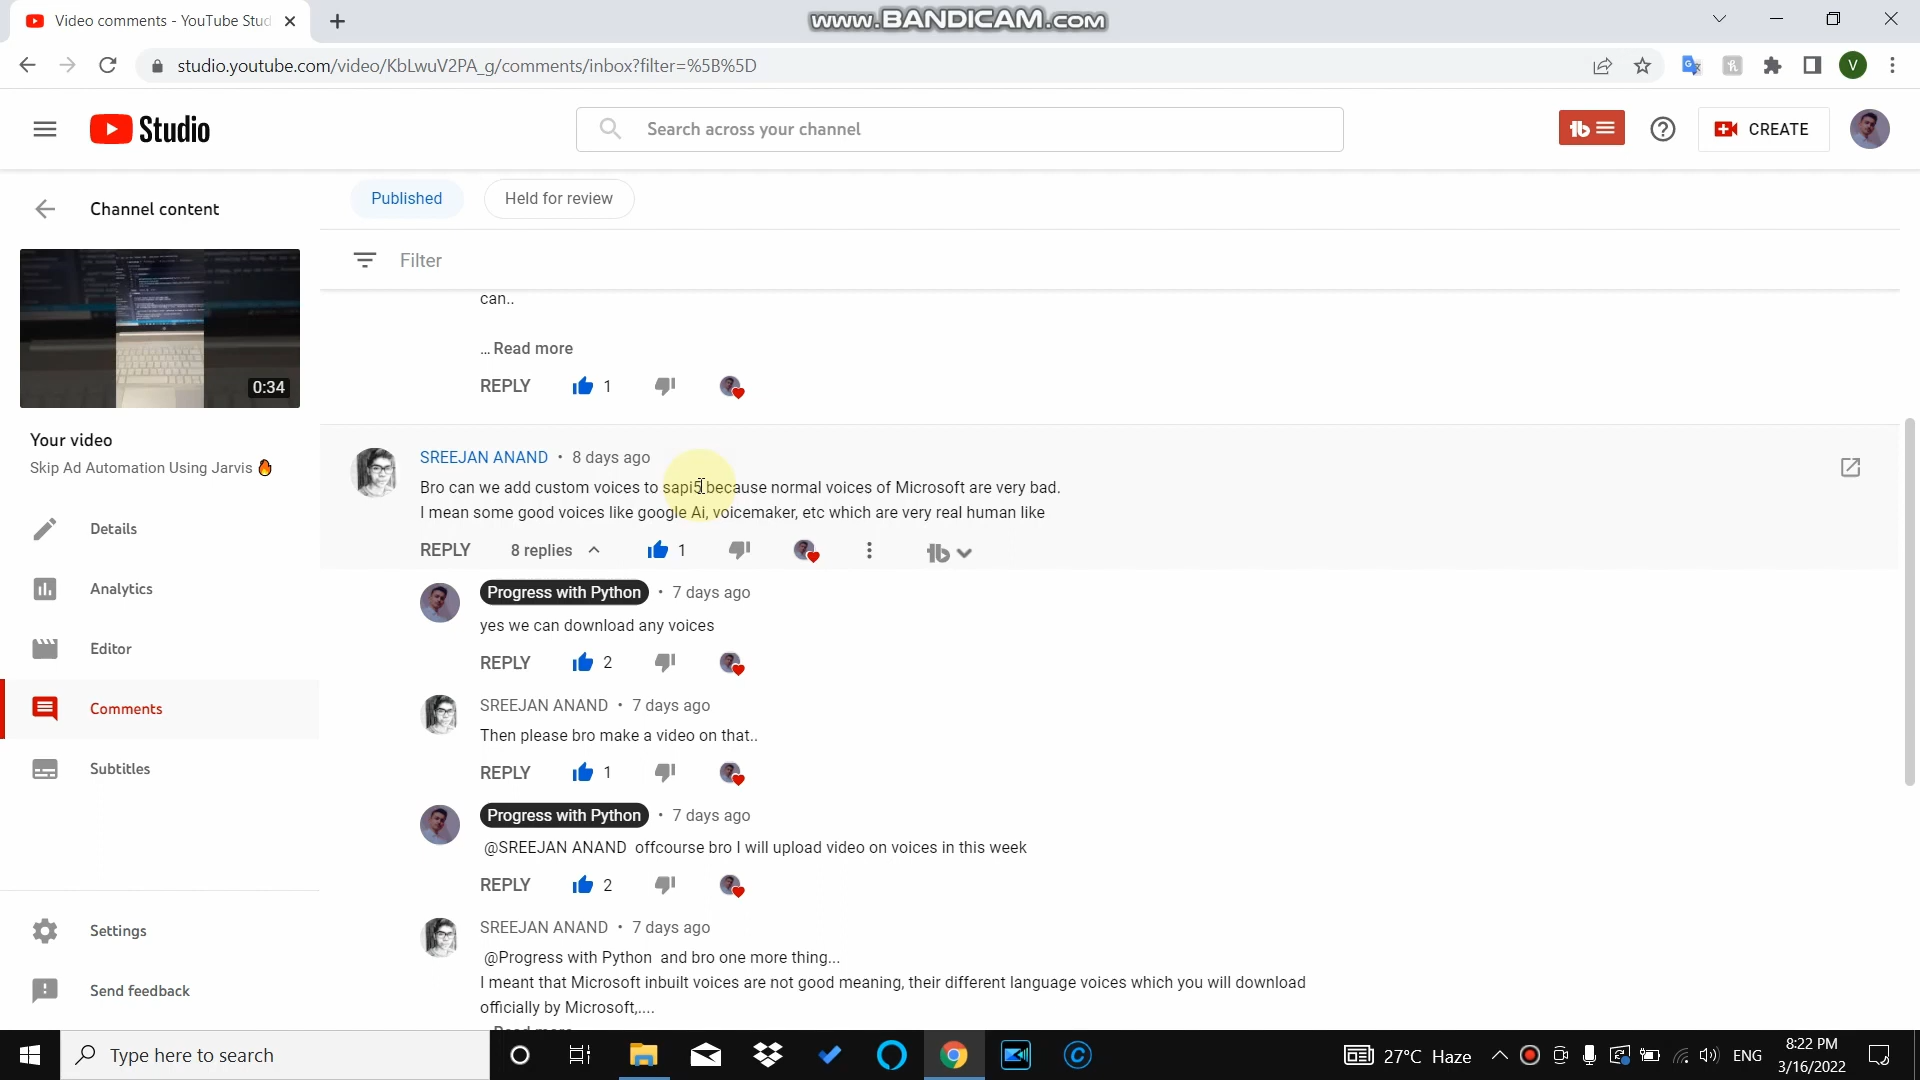 Video comments - YouTube Stud
www.BANDICAM.com
studio.youtube.com/video/KbLwuV2PA_g/comments/inbox?filter=%5B%5D
V
Studio
Search across your channel
CREATE
Channel content
Published
Held for review
Filter
0:34
Your video
Skip Ad Automation Using Jarvis
Details
Analytics
Editor
Comments
Subtitles
Settings
Send feedback
can..
... Read more
REPLY 1
SREEJAN ANAND • 8 days ago
Bro can we add custom voices to sapi5 because normal voices of Microsoft are very bad.
I mean some good voices like google Ai, voicemaker, etc which are very real human like
REPLY 8 replies 1
Progress with Python • 7 days ago
yes we can download any voices
REPLY 2
SREEJAN ANAND • 7 days ago
Then please bro make a video on that..
REPLY 1
Progress with Python • 7 days ago
@SREEJAN ANAND offcourse bro I will upload video on voices in this week
REPLY 2
SREEJAN ANAND • 7 days ago
@Progress with Python and bro one more thing...
I meant that Microsoft inbuilt voices are not good meaning, their different language voices which you will download
officially by Microsoft,....
Type here to search
27°C Haze
ENG
8:22 PM
3/16/2022